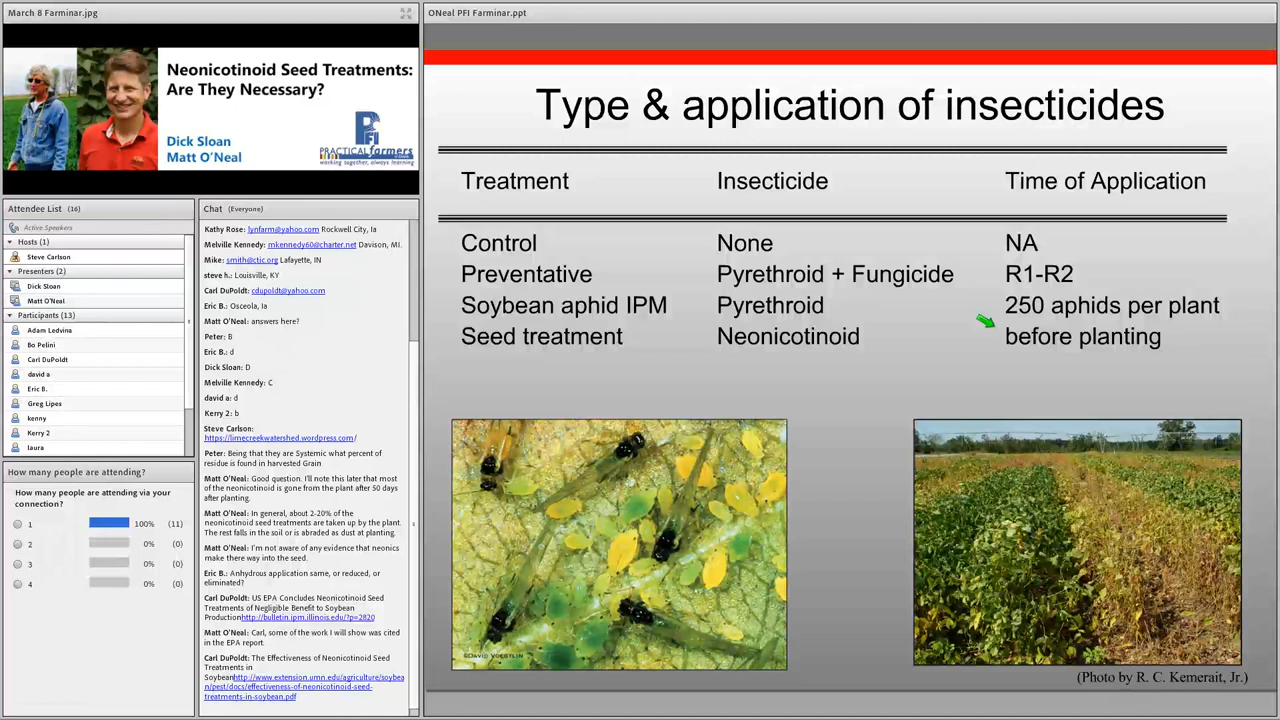 March 8 Farminar.jpg
Neonicotinoid Seed Treatments:
Are They Necessary?
Dick Sloan
Matt O'Neal
PFI
PRACTICAL farmers
working together, always learning
Attendee List (16)
Active Speakers
Hosts (1)
Steve Carlson
Presenters (2)
Dick Sloan
Matt O'Neal
Participants (13)
Adam Ledvina
Bo Pelini
Carl DuPoldt
david a
Eric B.
Greg Lipes
kenny
Kerry 2
laura
How many people are attending?
How many people are attending via your
connection?
1 100% (11)
2 0% (0)
3 0% (0)
4 0% (0)
Chat (Everyone)
Kathy Rose: lynfarm@yahoo.com Rockwell City, Ia
Melville Kennedy: mkennedy60@charter.net Davison, MI.
Mike: smith@ctic.org Lafayette, IN
steve h.: Louisville, KY
Carl DuPoldt: cdupoldt@yahoo.com
Eric B.: Osceola, Ia
Matt O'Neal: answers here?
Peter: B
Eric B.: d
Dick Sloan: D
Melville Kennedy: C
david a: d
Kerry 2: b
Steve Carlson:
https://limecreekwatershed.wordpress.com/
Peter: Being that they are Systemic what percent of
residue is found in harvested Grain
Matt O'Neal: Good question. I'll note this later that most
of the neonicotinoid is gone from the plant after 50 days
after planting.
Matt O'Neal: In general, about 2-20% of the
neonicotinoid seed treatments are taken up by the plant.
The rest falls in the soil or is abraded as dust at planting.
Matt O'Neal: I'm not aware of any evidence that neonics
make there way into the seed.
Eric B.: Anhydrous application same, or reduced, or
eliminated?
Carl DuPoldt: US EPA Concludes Neonicotinoid Seed
Treatments of Negligible Benefit to Soybean
Productionhttp://bulletin.ipm.illinois.edu/?p=2820
Matt O'Neal: Carl, some of the work I will show was cited
in the EPA report.
Carl DuPoldt: The Effectiveness of Neonicotinoid Seed
Treatments in
Soybeanhttp://www.extension.umn.edu/agriculture/soybea
n/pest/docs/effectiveness-of-neonicotinoid-seed-
treatments-in-soybean.pdf
ONeal PFI Farminar.ppt
Type & application of insecticides
Treatment Insecticide Time of Application
Control None NA
Preventative Pyrethroid + Fungicide R1-R2
Soybean aphid IPM Pyrethroid 250 aphids per plant
Seed treatment Neonicotinoid before planting
©DAVID VOEGTLIN
(Photo by R. C. Kemerait, Jr.)